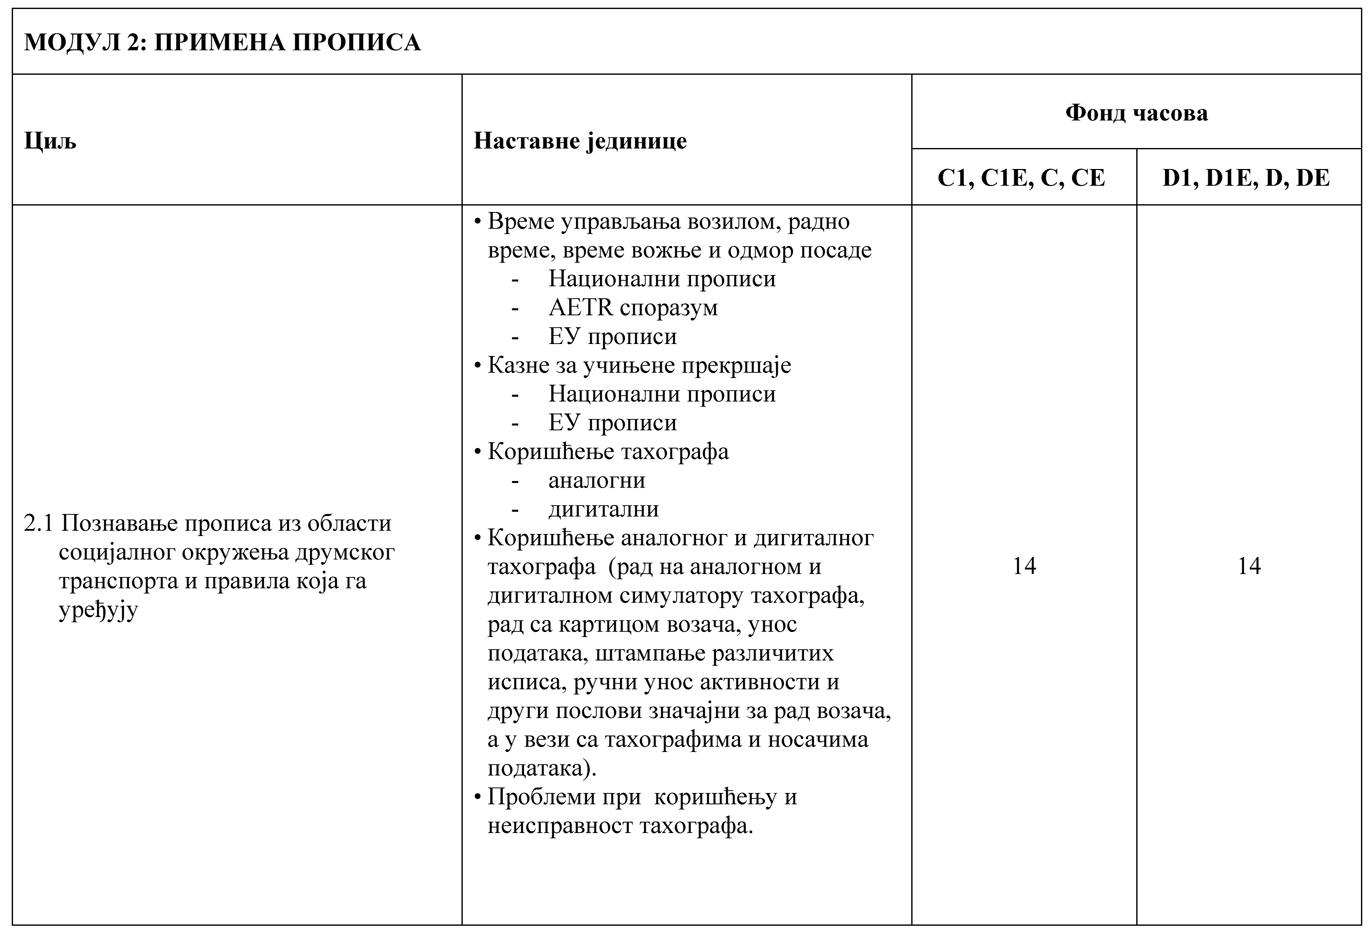 МОДУЛ 2: ПРИМЕНА ПРОПИСА
Циљ
Наставне јединице
Фонд часова
C1, C1E, C, CE
D1, D1E, D, DE
2.1 Познавање прописа из области
социјалног окружења друмског
транспорта и правила која га
уређују
• Време управљања возилом, радно
време, време вожње и одмор посаде
- Национални прописи
- AETR споразум
- ЕУ прописи
• Казне за учињене прекршаје
- Национални прописи
- ЕУ прописи
• Коришћење тахографа
- аналогни
- дигитални
• Коришћење аналогног и дигиталног
тахографа (рад на аналогном и
дигиталном симулатору тахографа,
рад са картицом возача, унос
података, штампање различитих
исписа, ручни унос активности и
други послови значајни за рад возача,
а у вези са тахографима и носачима
података).
• Проблеми при коришћењу и
неисправност тахографа.
14
14